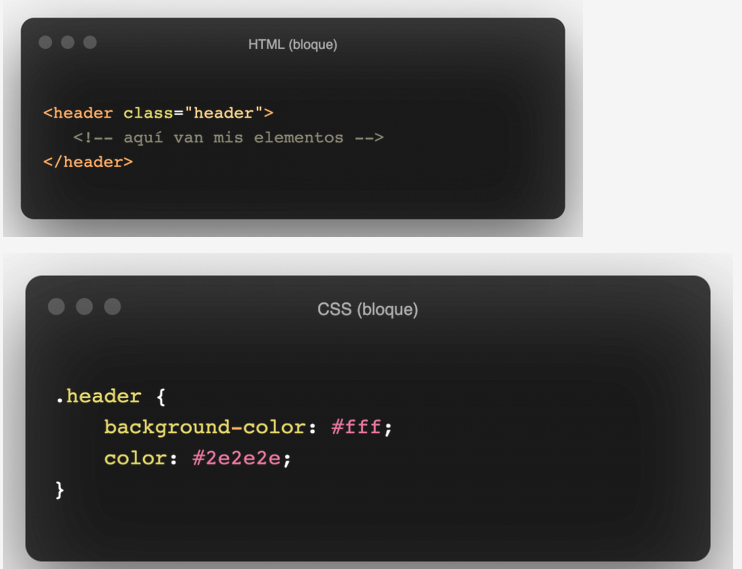 HTML (bloque)
<header class="header">
<!-- aquí van mis elementos -->
</header>
CSS (bloque)
.header {
background-color: #fff;
color: #2e2e2e;
}